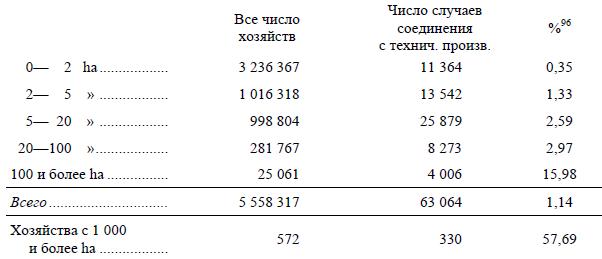 Все число хозяйств Число случаев соединения с технич. произв. %96
0— 2 ha .................. 3 236 367 11 364 0,35
2— 5 » .................. 1 016 318 13 542 1,33
5— 20 » .................. 998 804 25 879 2,59
20—100 » .................. 281 767 8 273 2,97
100 и более ha ................ 25 061 4 006 15,98
Всего ............................... 5 558 317 63 064 1,14
Хозяйства с 1 000
и более ha .................. 572 330 57,69